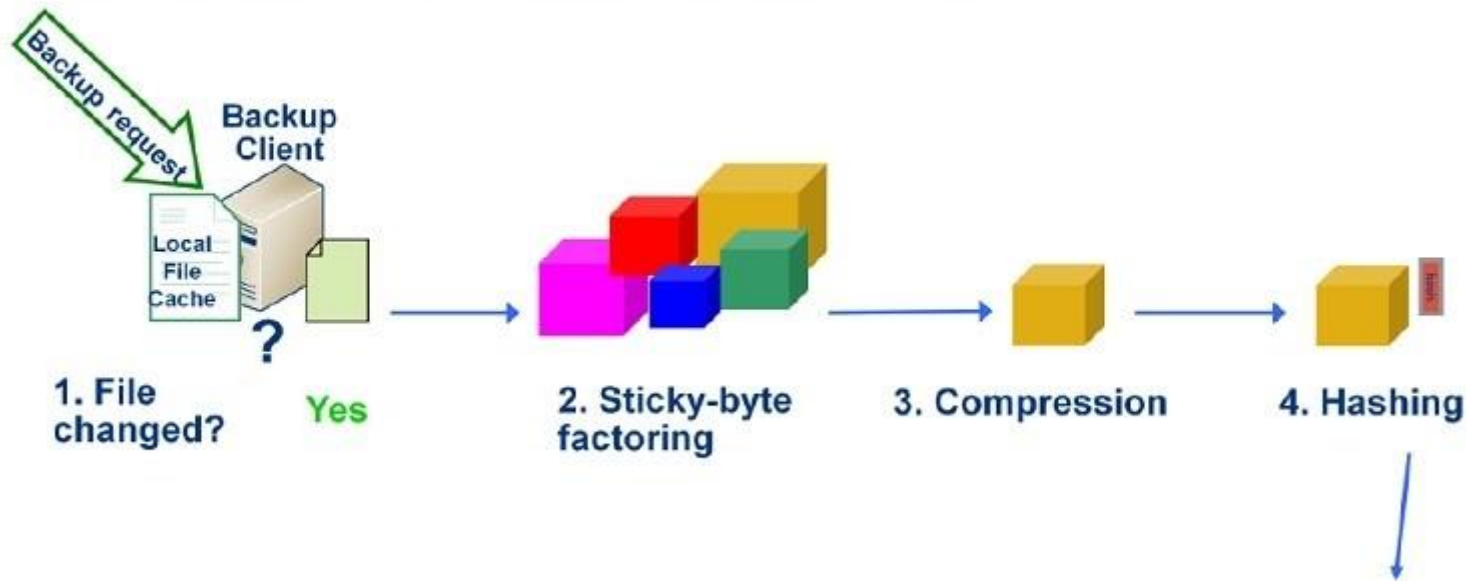 Backup request
Backup
Client
Local
File
Cache
?
1. File
changed?
Yes
2. Sticky-byte
factoring
3. Compression
4. Hashing